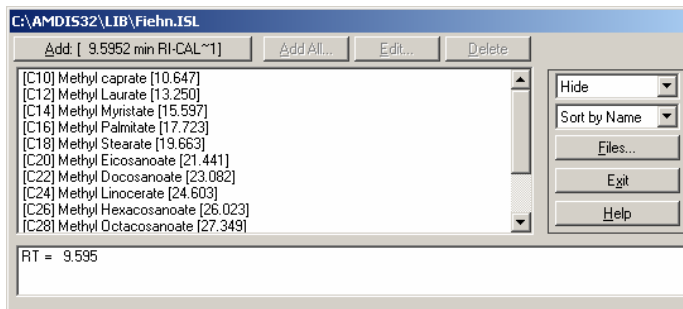 C:\AMDIS32\LIB\Fiehn.ISL
Add: [ 9.5952 min RI-CAL~1]
Add All...
Edit...
Delete
[C10] Methyl caprate [10.647]
[C12] Methyl Laurate [13.250]
[C14] Methyl Myristate [15.597]
[C16] Methyl Palmitate [17.723]
[C18] Methyl Stearate [19.663]
[C20] Methyl Eicosanoate [21.441]
[C22] Methyl Docosanoate [23.082]
[C24] Methyl Linocerate [24.603]
[C26] Methyl Hexacosanoate [26.023]
[C28] Methyl Octacosanoate [27.349]
Hide
Sort by Name
Files...
Exit
Help
RT = 9.595